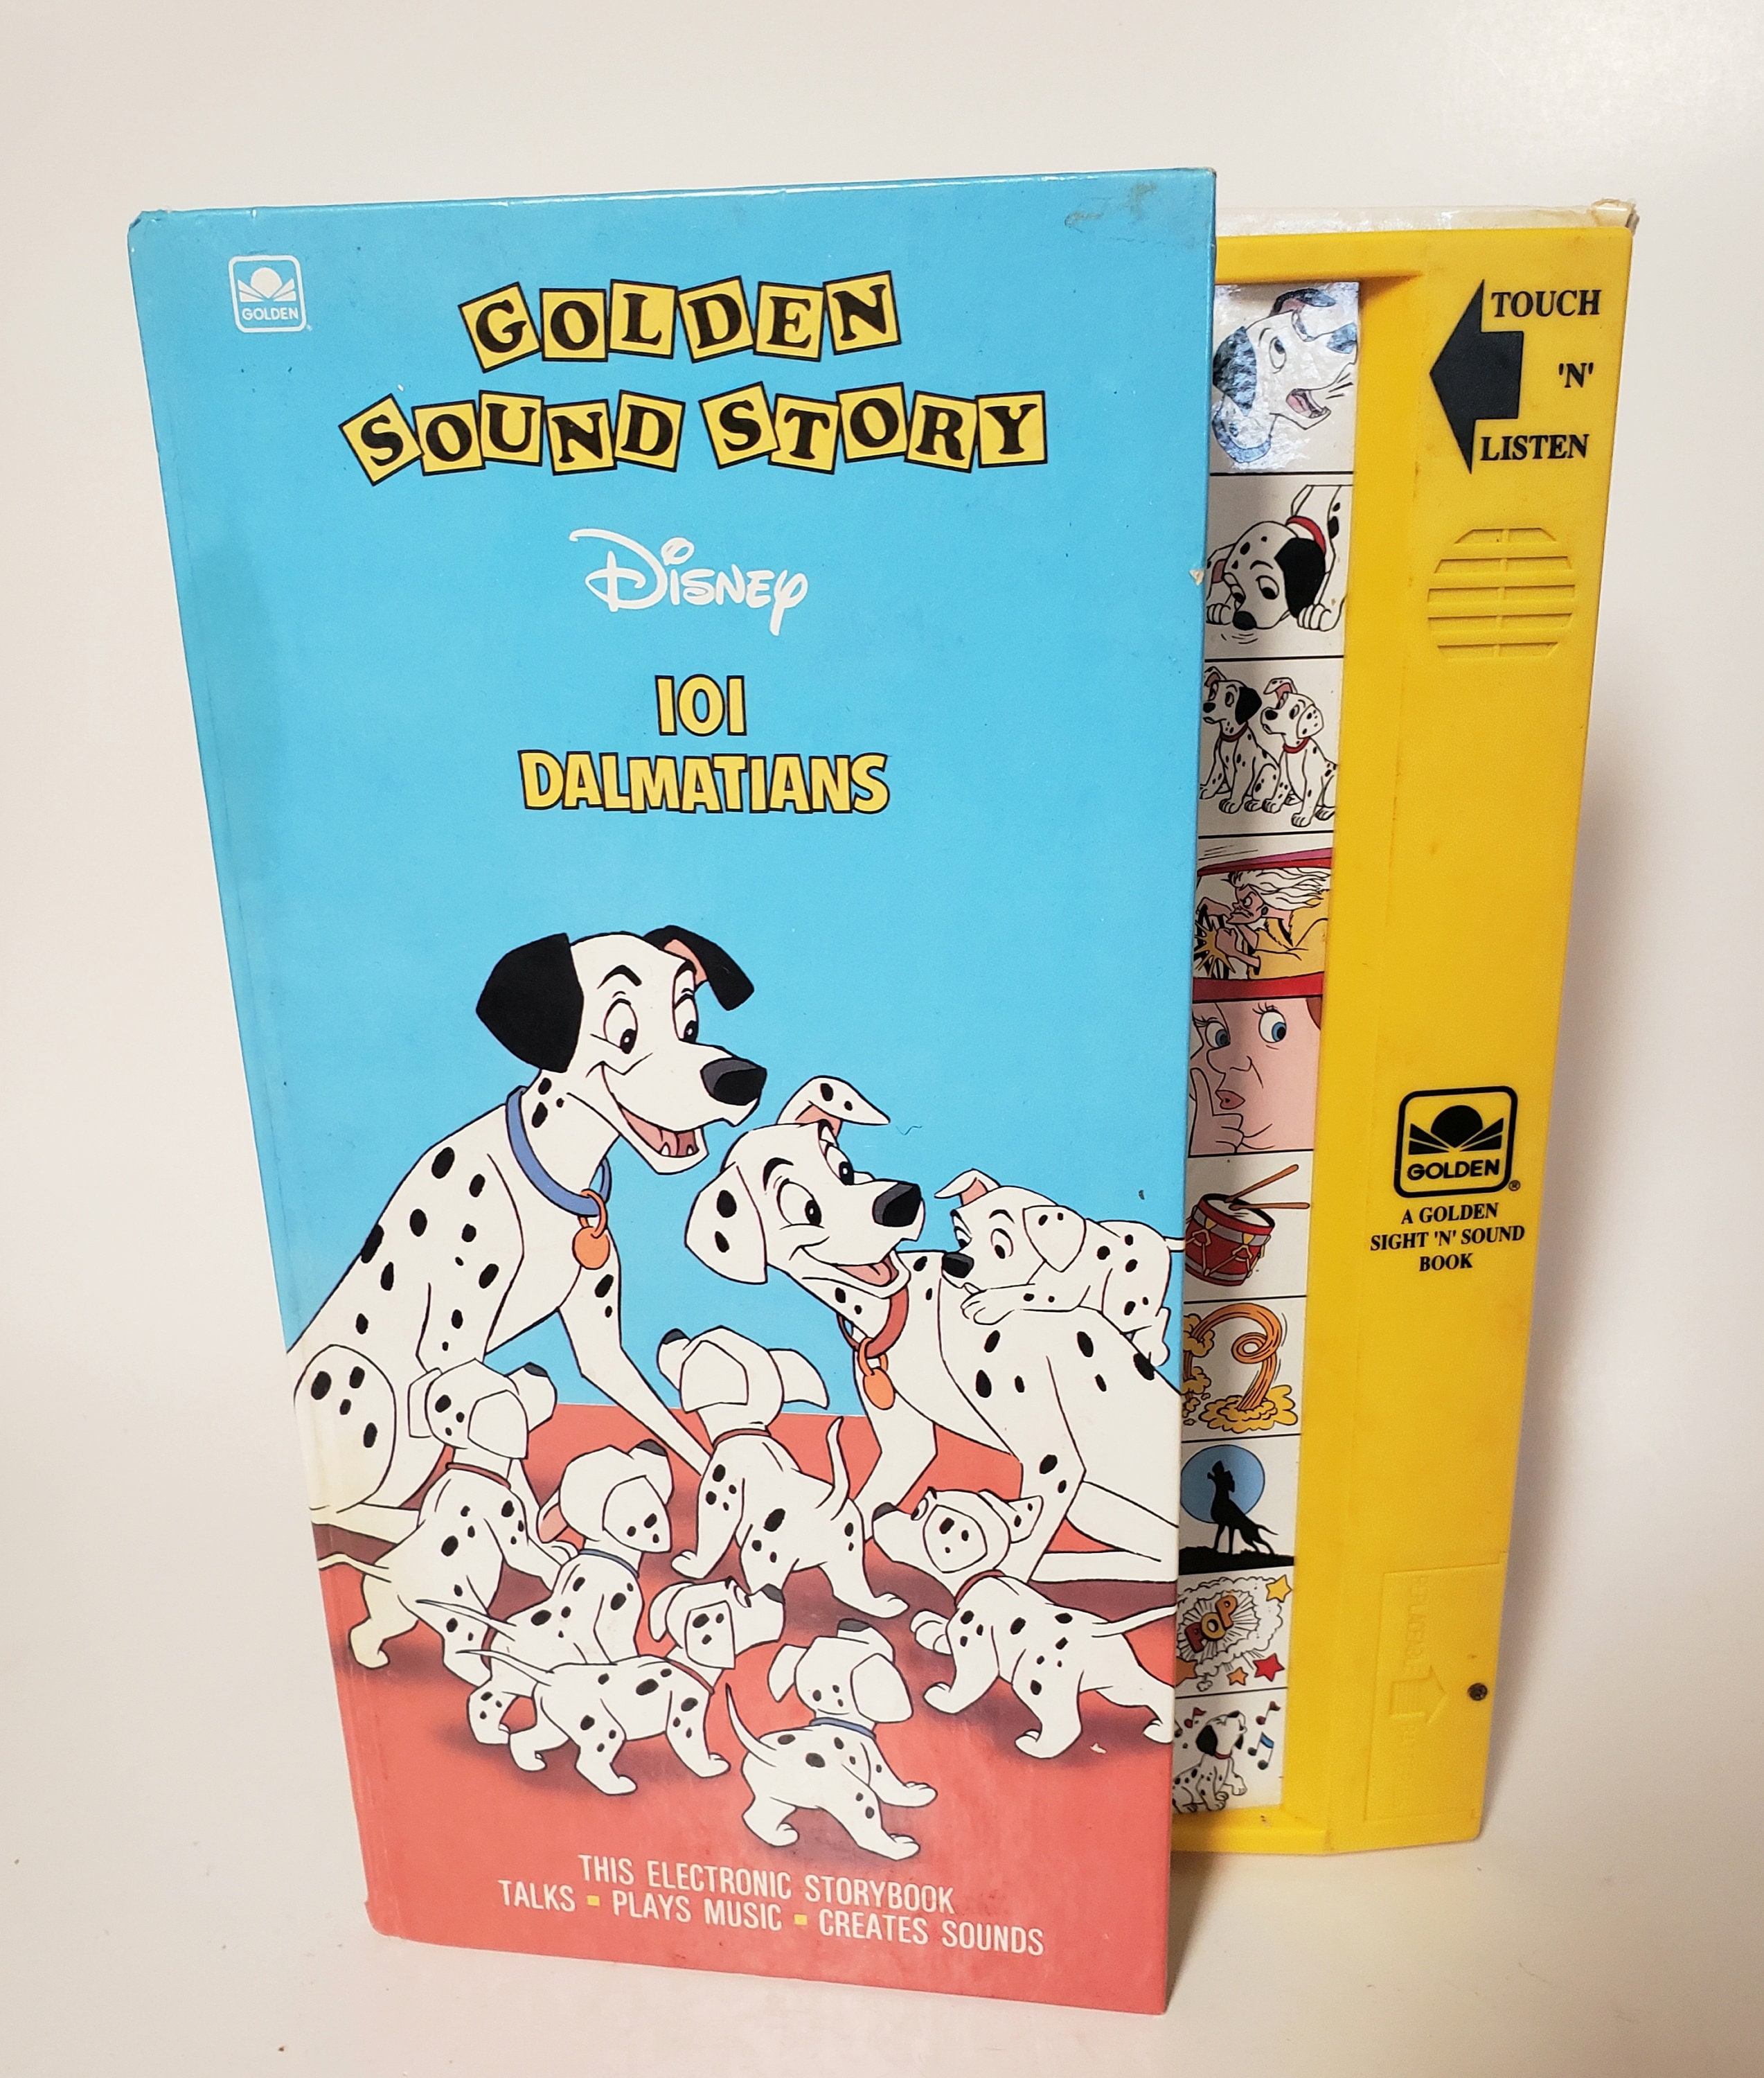 GOLDEN
GOLDEN
SOUND STORY
DISNEY
101
DALMATIANS
THIS ELECTRONIC STORYBOOK
TALKS ▪ PLAYS MUSIC ▪ CREATES SOUNDS
TOUCH
'N'
LISTEN
GOLDEN
A GOLDEN
SIGHT 'N' SOUND
BOOK
POP